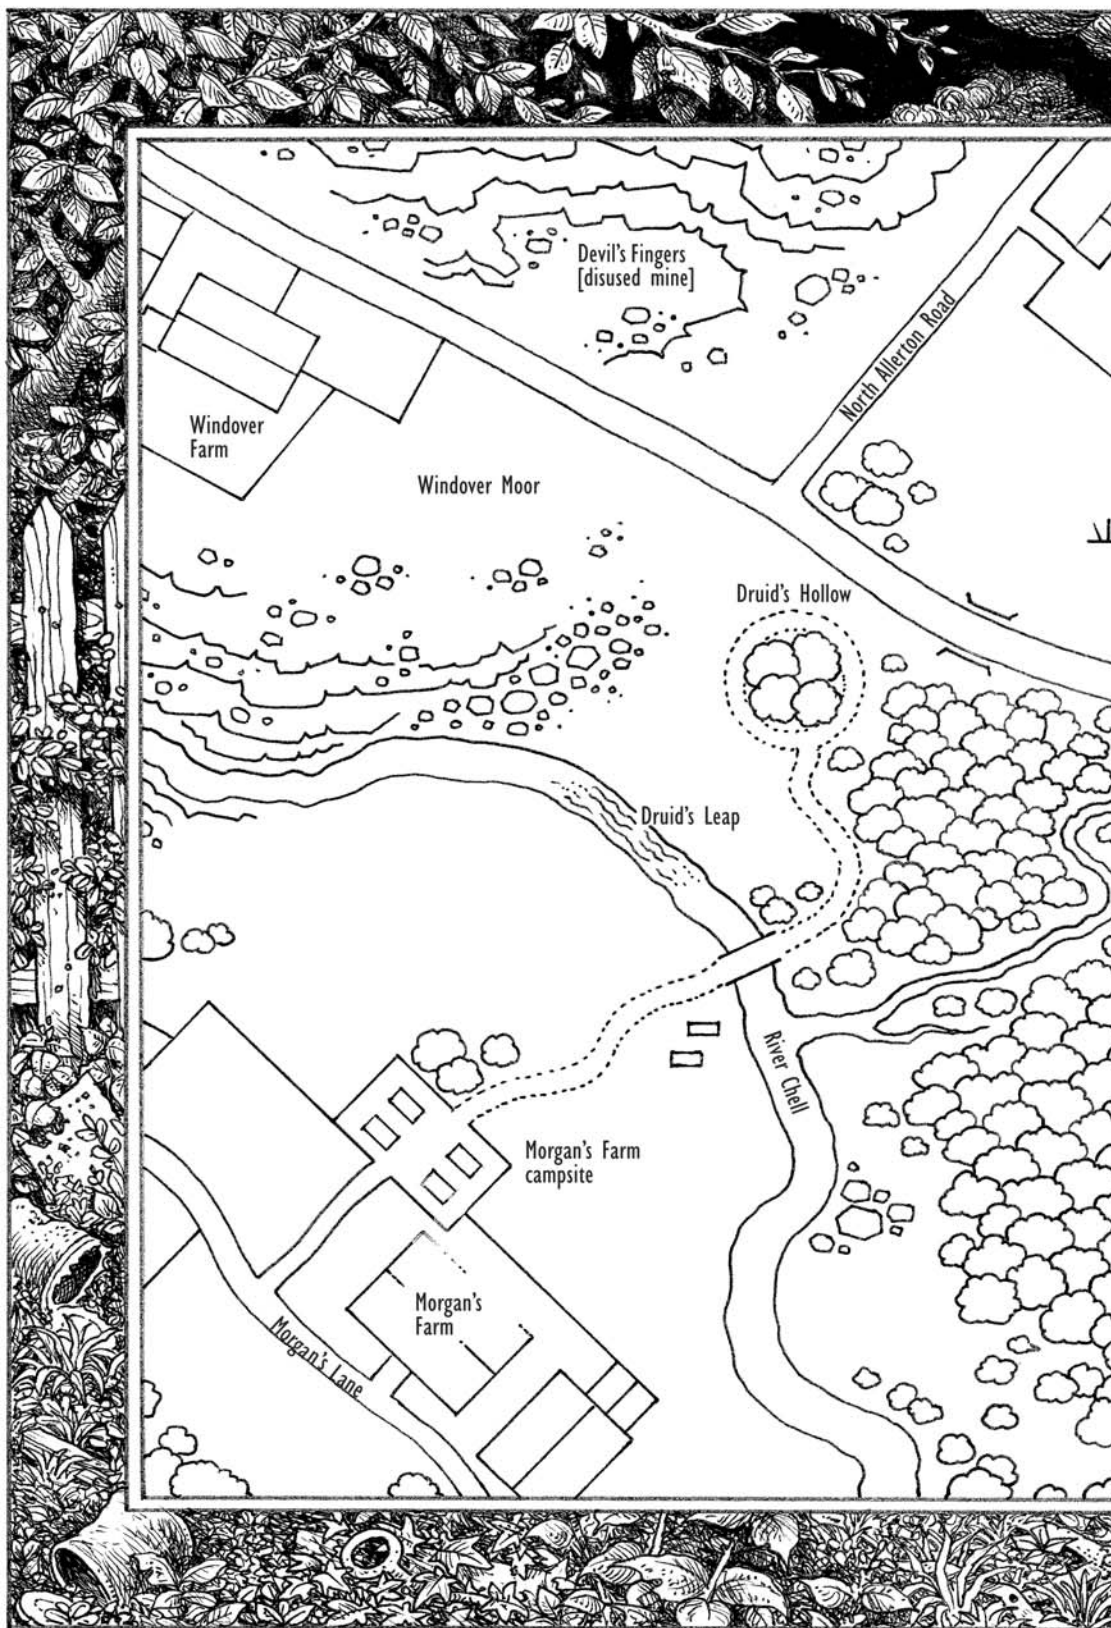 Devil's Fingers
[disused mine]
North Allerton Road
Windover
Farm
Windover Moor
Druid's Hollow
Druid's Leap
River Chell
Morgan's Farm
campsite
Morgan's
Farm
Morgan's Lane